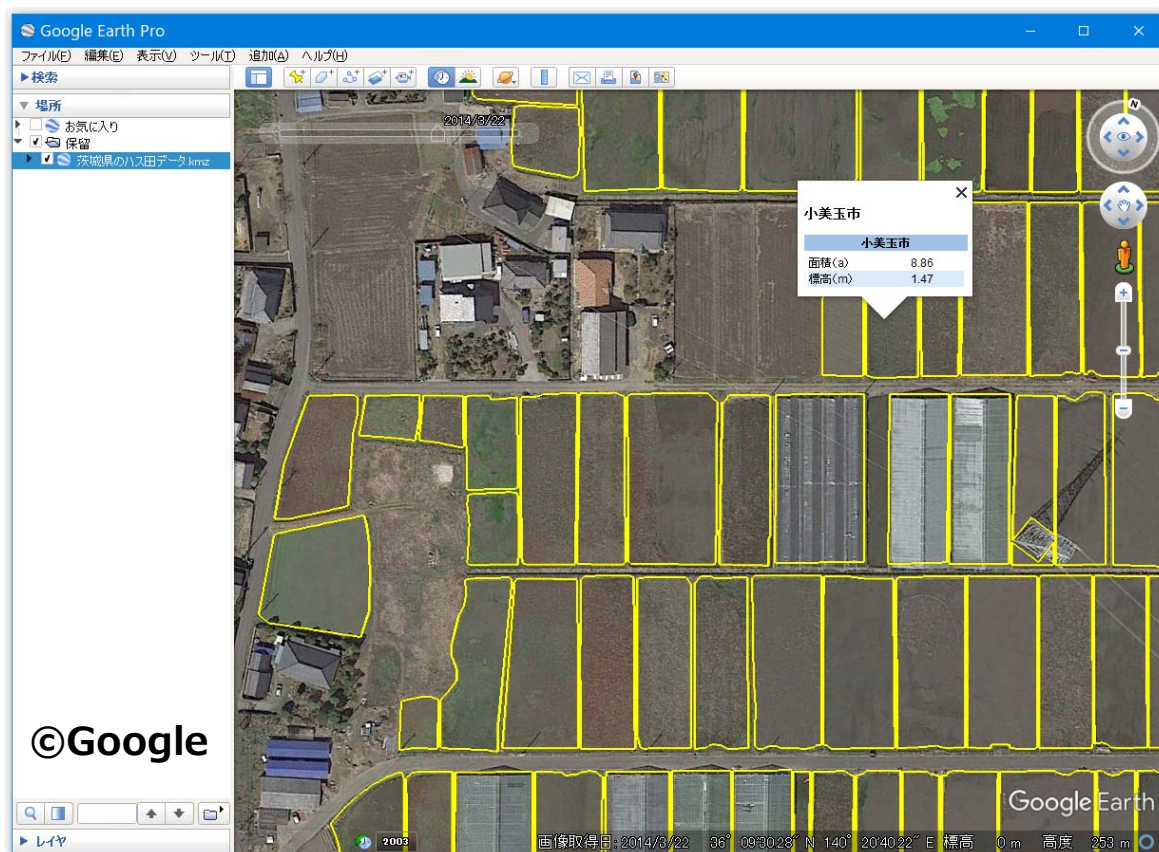 Google Earth Pro
ファイル(F) 編集(E) 表示(V) ツール(T) 追加(A) ヘルプ(H)
検索
場所
お気に入り
保留
茨城県のハス田データ.kmz
2014/3/22
N
小美玉市
小美玉市
面積(a) 8.86
標高(m) 1.47
©Google
Google Earth
レイヤ
2003
画像取得日: 2014/3/22 36° 09'30.28" N 140° 20'40.22" E 標高 0 m 高度 253 m